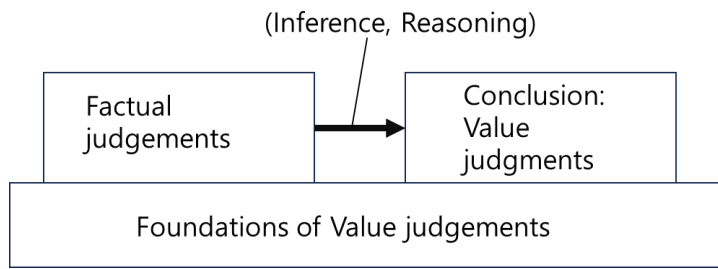 (Inference, Reasoning)
Factual
judgements
Conclusion:
Value
judgments
Foundations of Value judgements